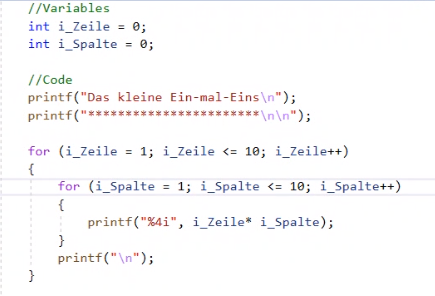 //Variables
int i_Zeile = 0;
int i_Spalte = 0;
//Code
printf("Das kleine Ein-mal-Eins\n");
printf("***********************\n\n");
for (i_Zeile = 1; i_Zeile <= 10; i_Zeile++)
{
for (i_Spalte = 1; i_Spalte <= 10; i_Spalte++)
{
printf("%4i", i_Zeile* i_Spalte);
}
printf("\n");
}